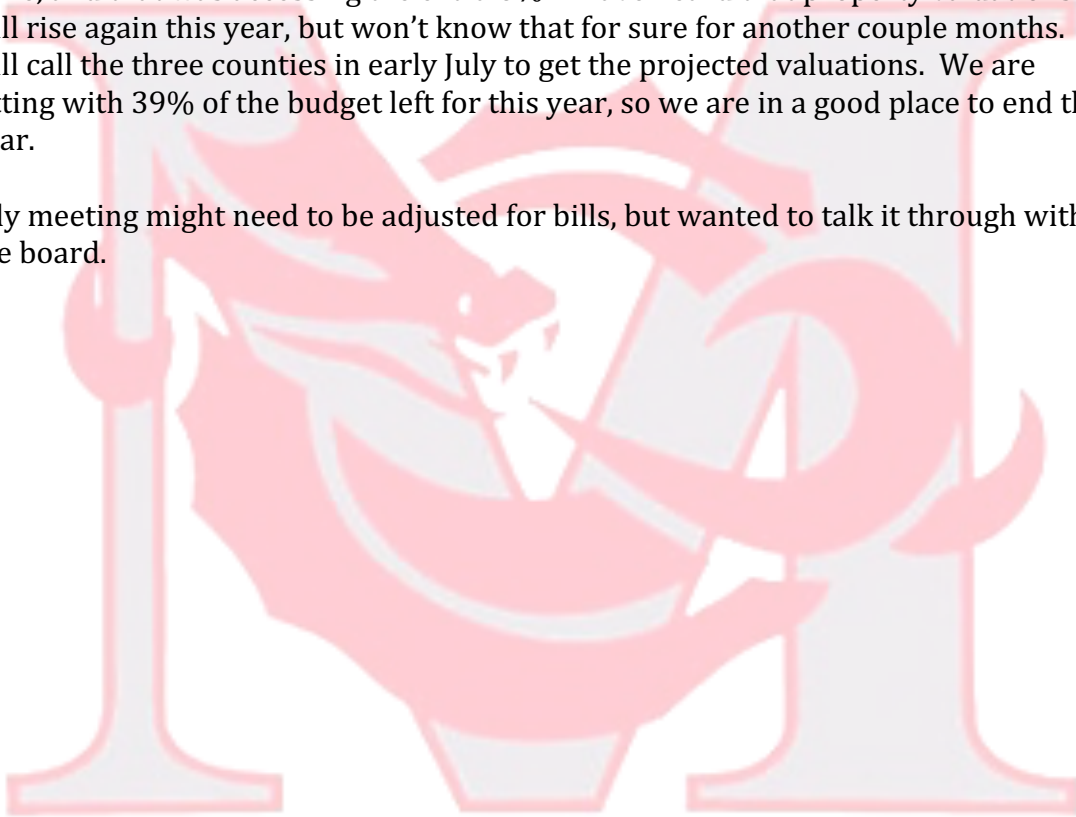 ll rise again this year, but won't know that for sure for another couple months.
ll call the three counties in early July to get the projected valuations. We are
tting with 39% of the budget left for this year, so we are in a good place to end th
ar.
ly meeting might need to be adjusted for bills, but wanted to talk it through with
e board.